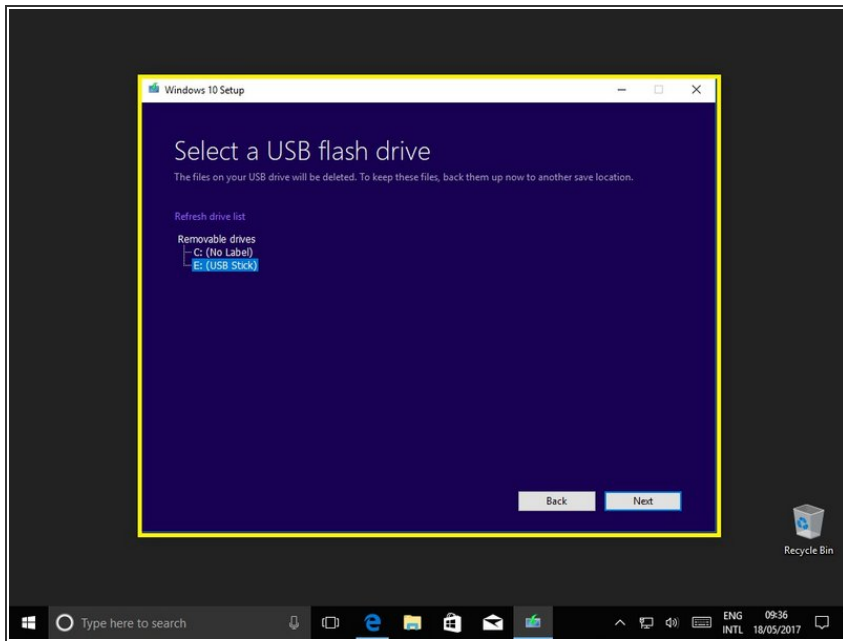 Windows 10 Setup
Select a USB flash drive
The files on your USB drive will be deleted. To keep these files, back them up now to another save location.
Refresh drive list
Removable drives
C: (No Label)
E: (USB Stick)
Back
Next
Recycle Bin
Type here to search
ENG
INTL
09:36
18/05/2017